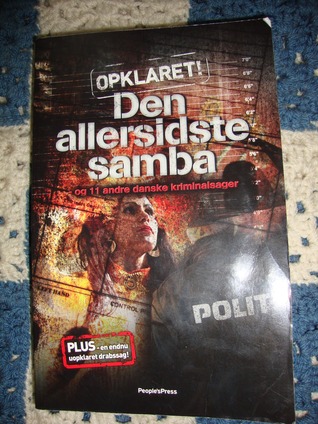 OPKLARET!
Den
allersidste
samba
og 11 andre danske kriminalsager
POLIT
PLUS - en endnu
uopklaret drabssag!
People'sPress